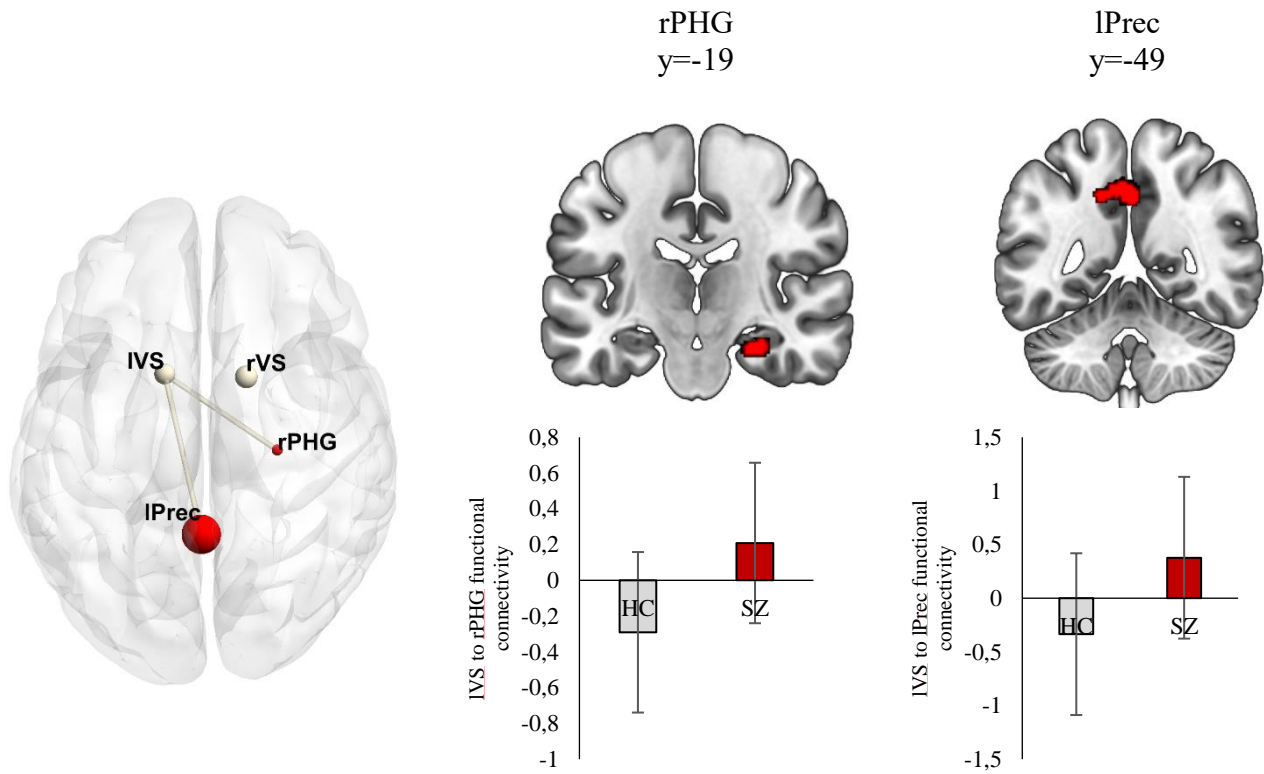 rPHG
y=-19
lPrec
y=-49
lVS
rVS
rPHG
lPrec
lVS to rPHG functional
connectivity
0,8
0,6
0,4
0,2
0
-0,2
-0,4
-0,6
-0,8
-1
HC
SZ
lVS to lPrec functional
connectivity
1,5
1
0,5
0
-0,5
-1
-1,5
HC
SZ